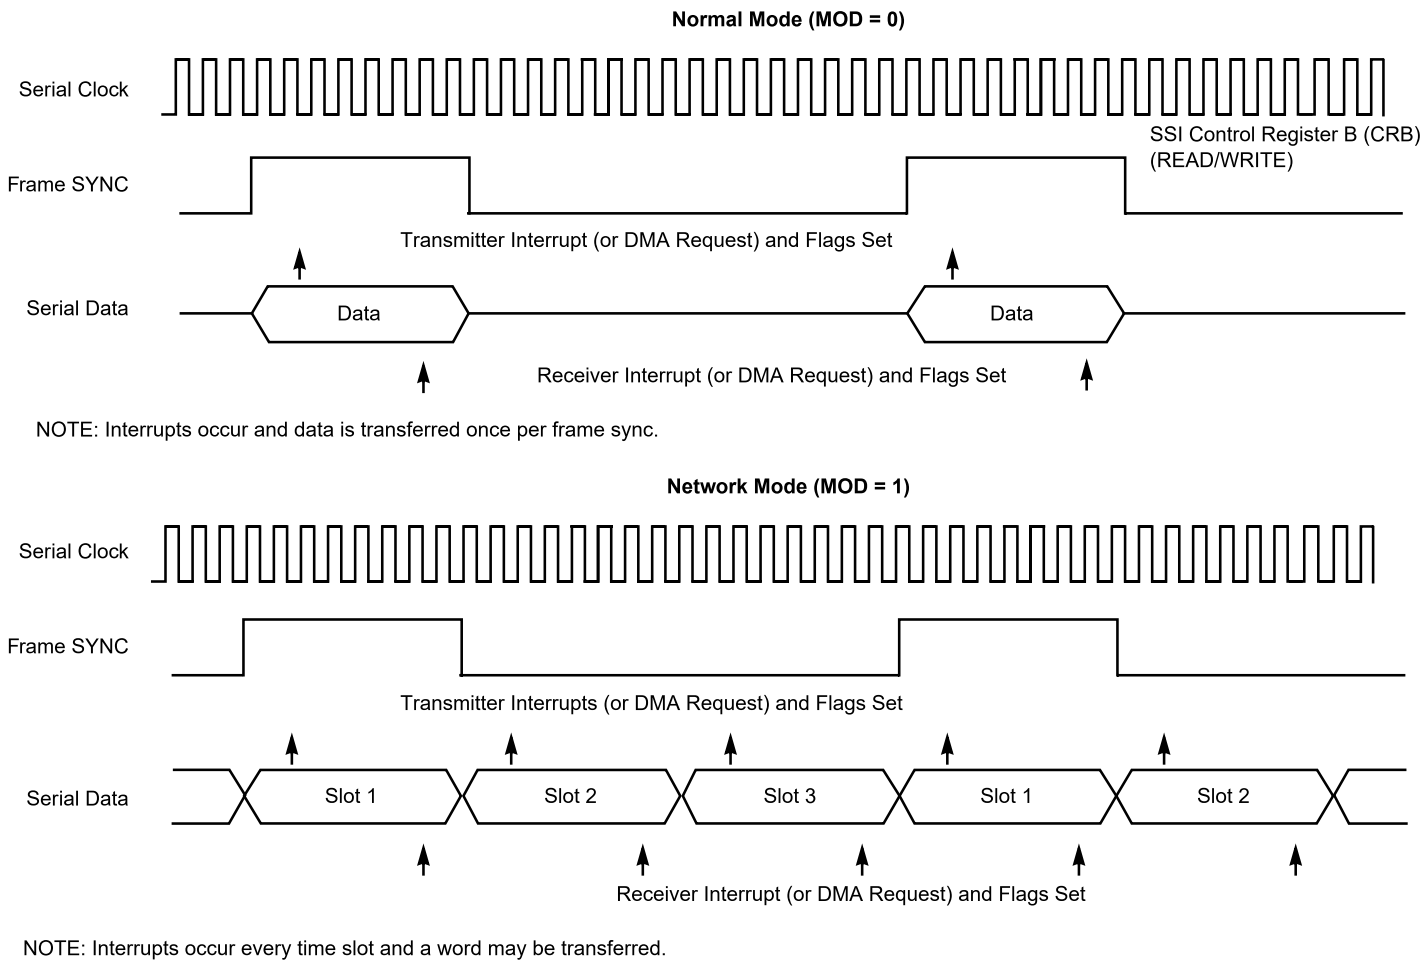 Normal Mode (MOD = 0)
Serial Clock
SSI Control Register B (CRB)
(READ/WRITE)
Frame SYNC
Transmitter Interrupt (or DMA Request) and Flags Set
Serial Data
Data
Data
Receiver Interrupt (or DMA Request) and Flags Set
NOTE: Interrupts occur and data is transferred once per frame sync.
Network Mode (MOD = 1)
Serial Clock
Frame SYNC
Transmitter Interrupts (or DMA Request) and Flags Set
Serial Data
Slot 1
Slot 2
Slot 3
Slot 1
Slot 2
Receiver Interrupt (or DMA Request) and Flags Set
NOTE: Interrupts occur every time slot and a word may be transferred.